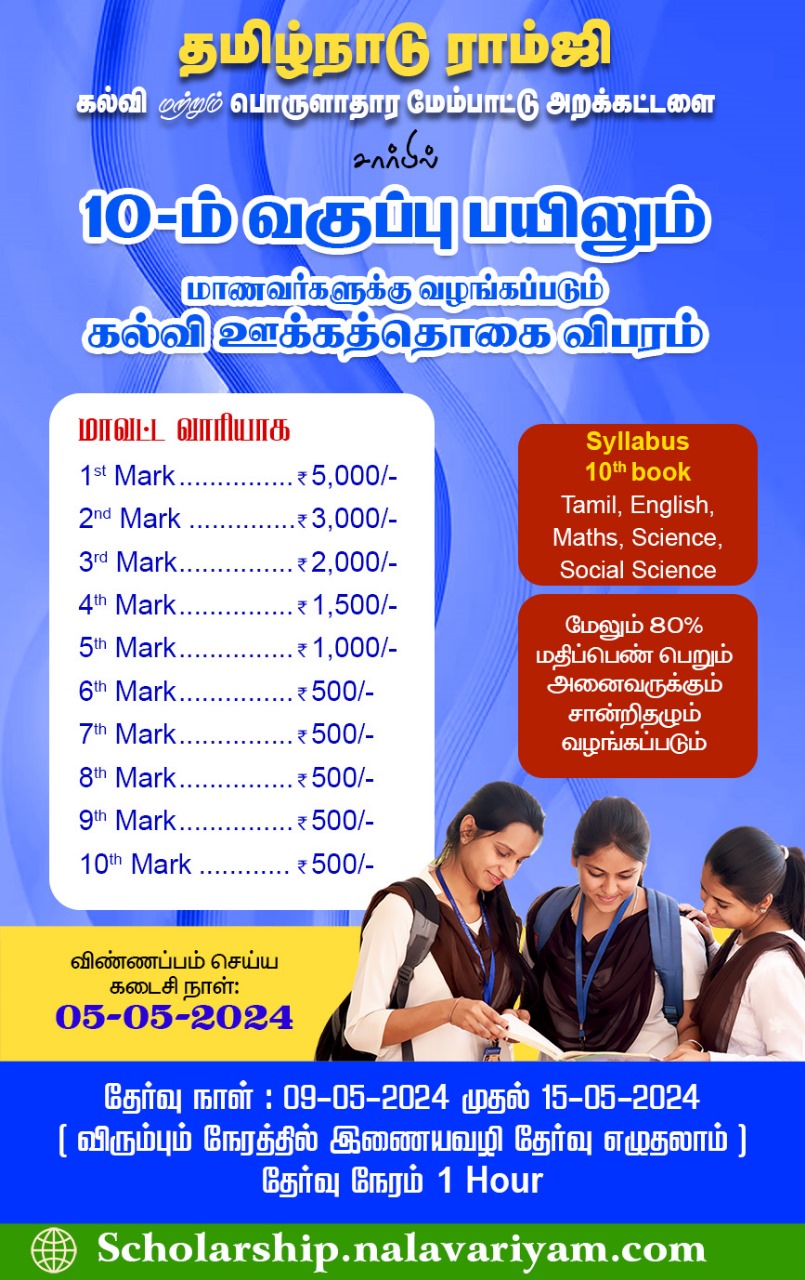 தமிழ்நாடு ராம்ஜி
கல்வி மற்றும் பொருளாதார மேம்பாட்டு அறக்கட்டளை
சார்பில்
10-ம் வகுப்பு பயிலும்
மாணவர்களுக்கு வழங்கப்படும்
கல்வி ஊக்கத்தொகை விபரம்
மாவட்ட வாரியாக
1st Mark...............₹ 5,000/-
2nd Mark ..............₹ 3,000/-
3rd Mark...............₹ 2,000/-
4th Mark...............₹ 1,500/-
5th Mark...............₹ 1,000/-
6th Mark...............₹ 500/-
7th Mark...............₹ 500/-
8th Mark...............₹ 500/-
9th Mark...............₹ 500/-
10th Mark ............₹ 500/-
Syllabus
10th book
Tamil, English,
Maths, Science,
Social Science
மேலும் 80%
மதிப்பெண் பெறும்
அனைவருக்கும்
சான்றிதழும்
வழங்கப்படும்
விண்ணப்பம் செய்ய
கடைசி நாள்:
05-05-2024
தேர்வு நாள் : 09-05-2024 முதல் 15-05-2024
( விரும்பும் நேரத்தில் இணையவழி தேர்வு எழுதலாம் )
தேர்வு நேரம் 1 Hour
Scholarship.nalavariyam.com